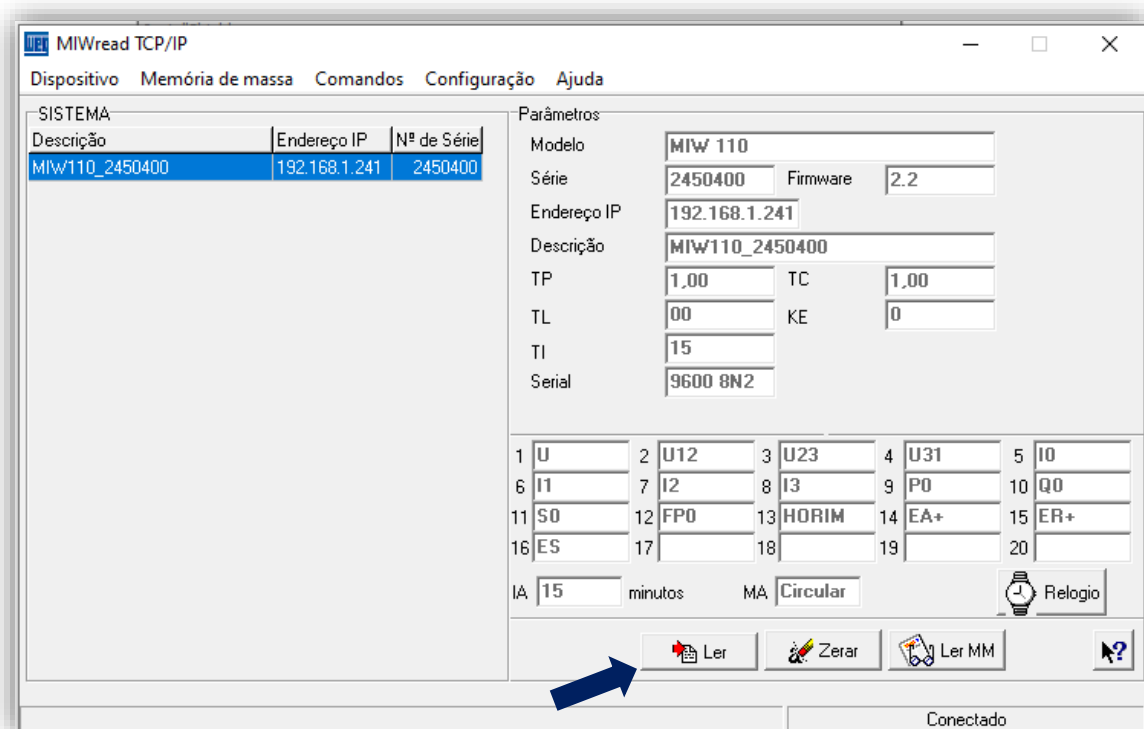 MIWread TCP/IP
Dispositivo Memória de massa Comandos Configuração Ajuda
SISTEMA
Descrição Endereço IP Nº de Série
MIW110_2450400 192.168.1.241 2450400
Parâmetros
Modelo MIW 110
Série 2450400 Firmware 2.2
Endereço IP 192.168.1.241
Descrição MIW110_2450400
TP 1,00 TC 1,00
TL 00 KE 0
TI 15
Serial 9600 8N2
1 U 2 U12 3 U23 4 U31 5 I0
6 I1 7 I2 8 I3 9 P0 10 Q0
11 S0 12 FP0 13 HORIM 14 EA+ 15 ER+
16 ES 17 18 19 20
IA 15 minutos MA Circular Relogio
Ler Zerar Ler MM
Conectado